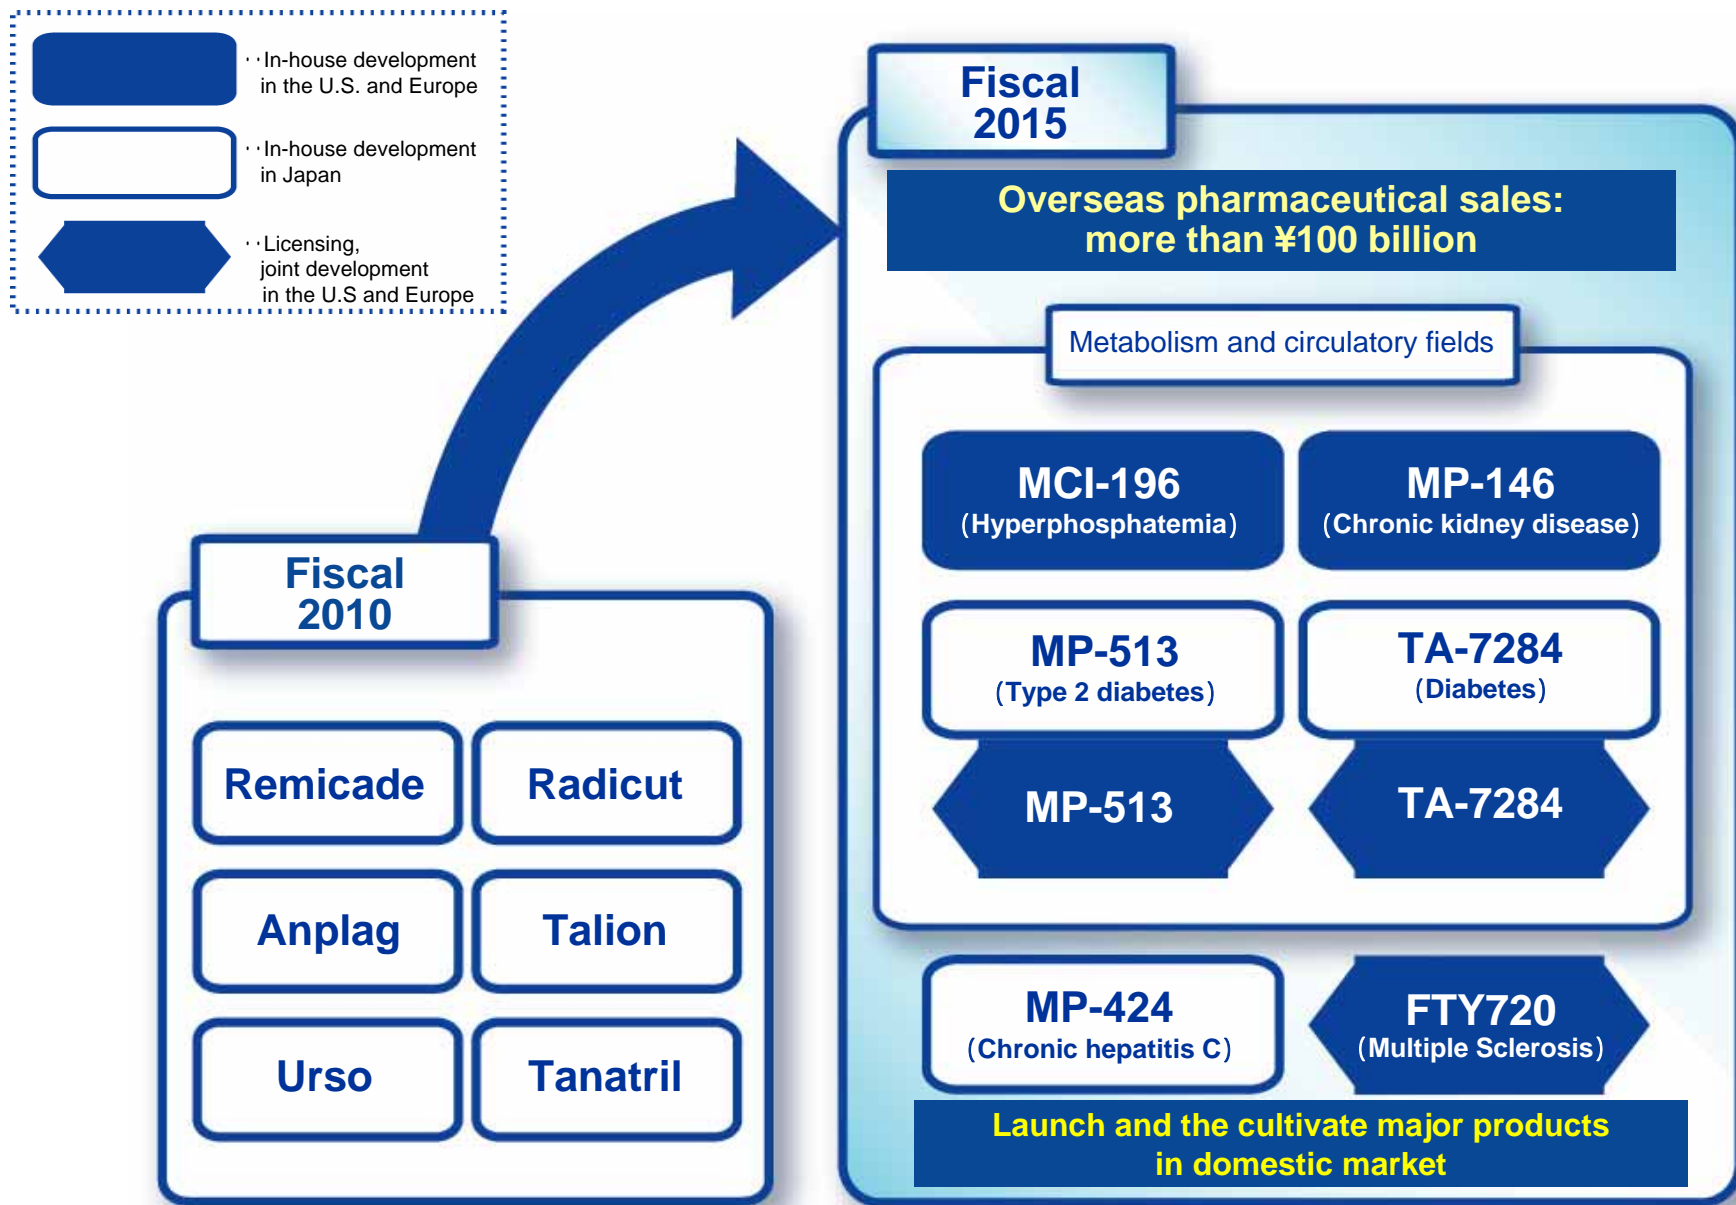 ··In-house development
in the U.S. and Europe
··In-house development
in Japan
··Licensing,
joint development
in the U.S and Europe
Fiscal
2010
Remicade
Radicut
Anplag
Talion
Urso
Tanatril
Fiscal
2015
Overseas pharmaceutical sales:
more than ¥100 billion
Metabolism and circulatory fields
MCI-196
(Hyperphosphatemia)
MP-146
(Chronic kidney disease)
MP-513
(Type 2 diabetes)
TA-7284
(Diabetes)
MP-513
TA-7284
MP-424
(Chronic hepatitis C)
FTY720
(Multiple Sclerosis)
Launch and the cultivate major products
in domestic market